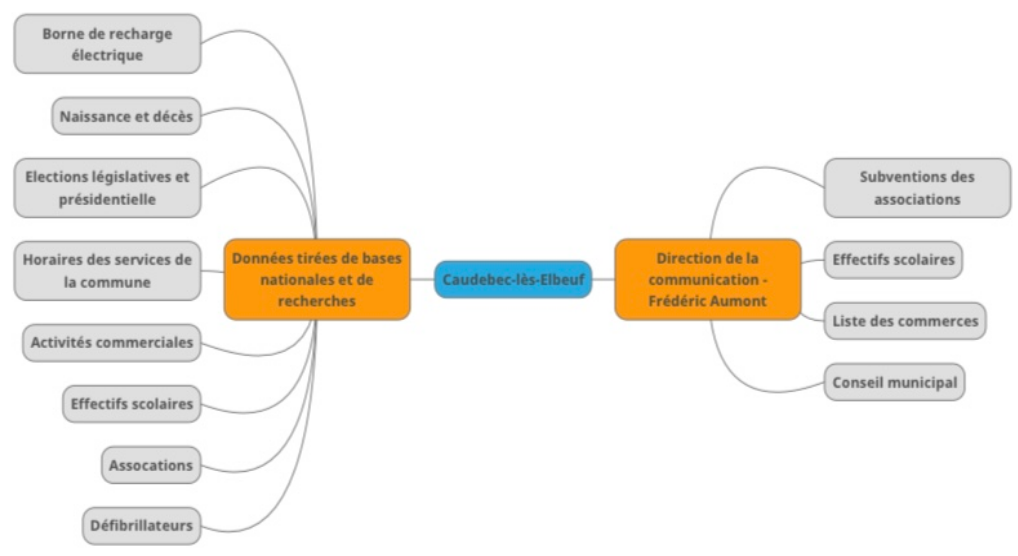 Borne de recharge
électrique
Naissance et décès
Elections législatives et
présidentielle
Horaires des services de
la commune
Activités commerciales
Effectifs scolaires
Assocations
Défibrillateurs
Données tirées de bases
nationales et de
recherches
Caudebec-lès-Elbeuf
Direction de la
communication -
Frédéric Aumont
Subventions des
associations
Effectifs scolaires
Liste des commerces
Conseil municipal